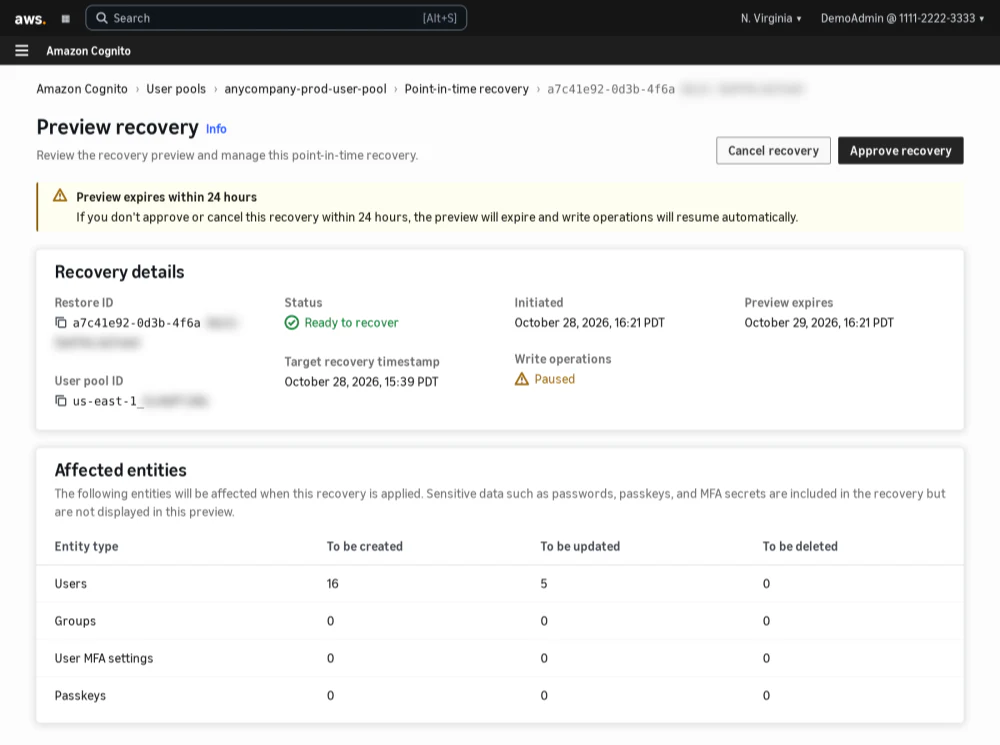 aws Search [Alt+S] N. Virginia DemoAdmin @ 1111-2222-3333
Amazon Cognito
Amazon Cognito › User pools › anycompany-prod-user-pool › Point-in-time recovery › a7c41e92-0d3b-4f6a
Preview recovery Info
Review the recovery preview and manage this point-in-time recovery.
Cancel recovery Approve recovery
Preview expires within 24 hours
If you don't approve or cancel this recovery within 24 hours, the preview will expire and write operations will resume automatically.
Recovery details
Restore ID
a7c41e92-0d3b-4f6a
User pool ID
us-east-1_
Status
Ready to recover
Target recovery timestamp
October 28, 2026, 15:39 PDT
Initiated
October 28, 2026, 16:21 PDT
Write operations
Paused
Preview expires
October 29, 2026, 16:21 PDT
Affected entities
The following entities will be affected when this recovery is applied. Sensitive data such as passwords, passkeys, and MFA secrets are included in the recovery but
are not displayed in this preview.
Entity type To be created To be updated To be deleted
Users 16 5 0
Groups 0 0 0
User MFA settings 0 0 0
Passkeys 0 0 0